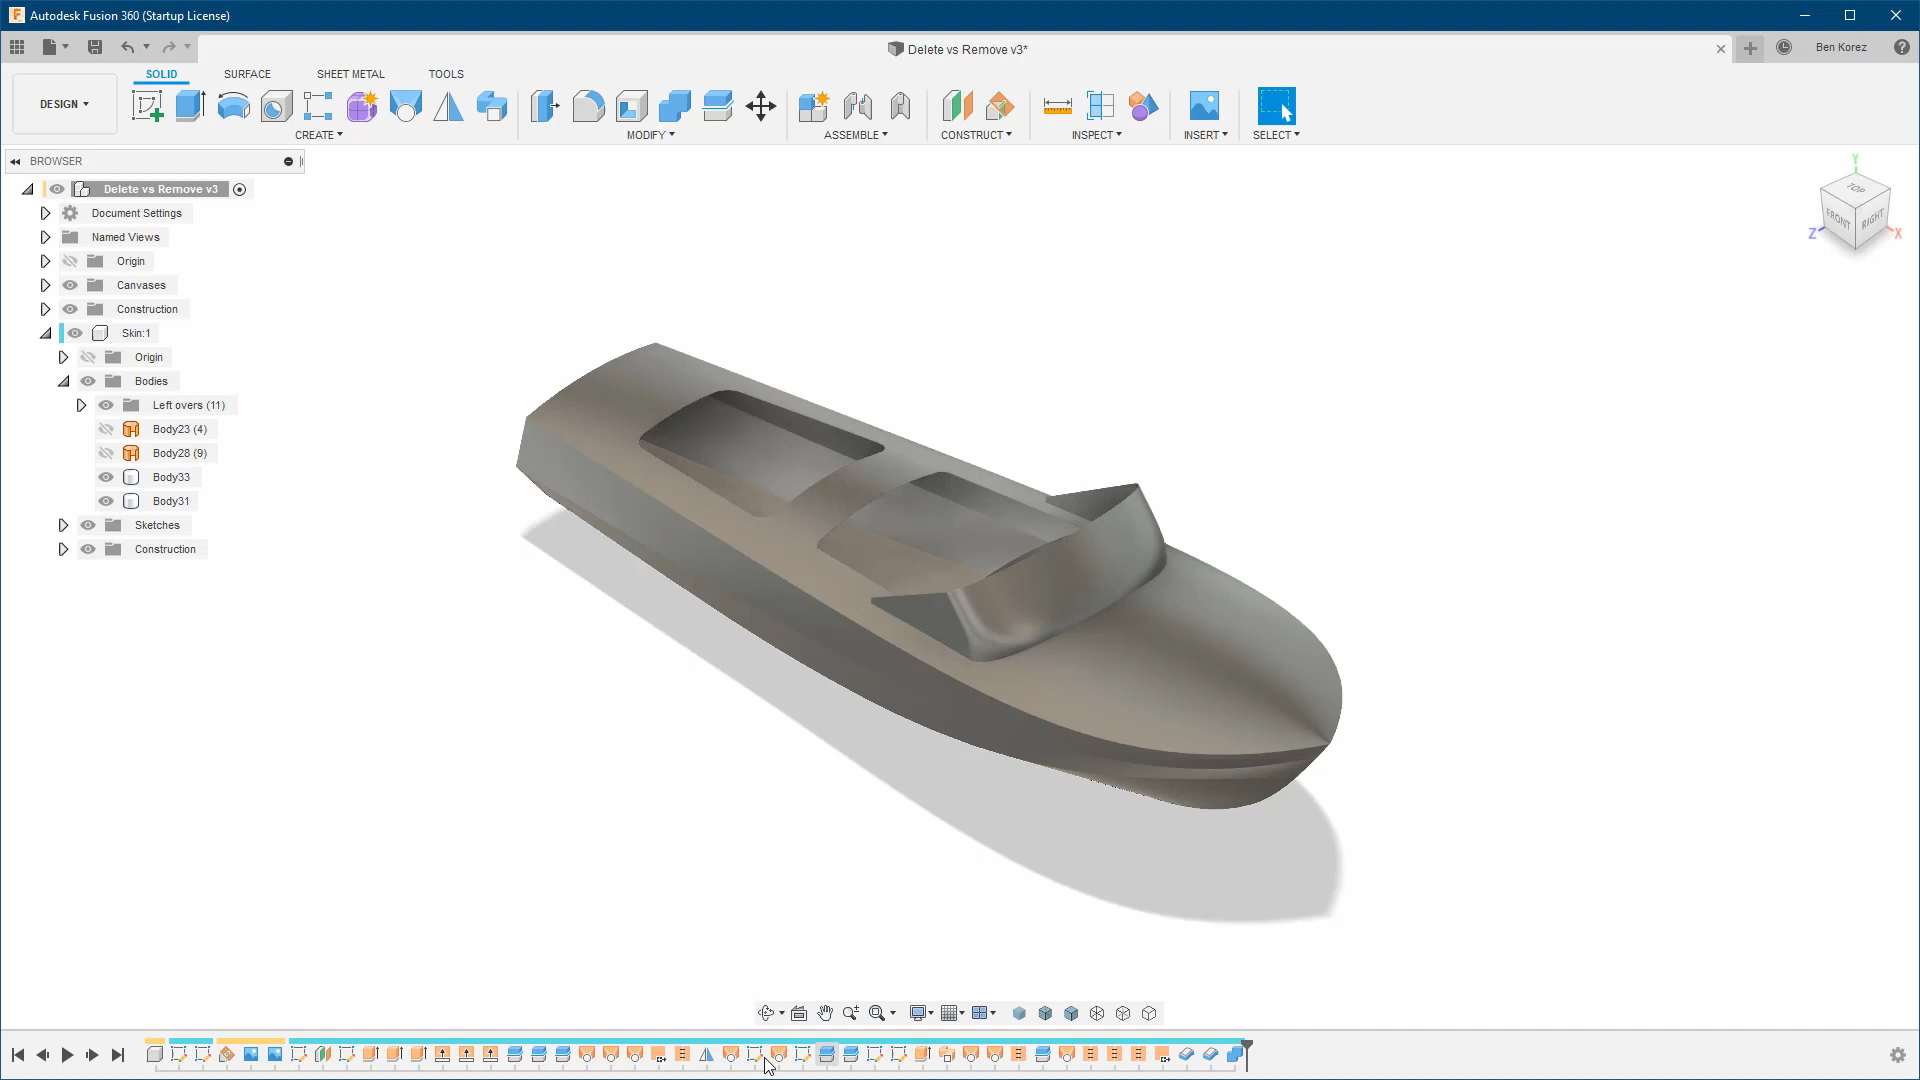 Autodesk Fusion 360 (Startup License)
Delete vs Remove v3*
Ben Korez
SOLID SURFACE SHEET METAL TOOLS
DESIGN
CREATE MODIFY ASSEMBLE CONSTRUCT INSPECT INSERT SELECT
BROWSER
Delete vs Remove v3
Document Settings
Named Views
Origin
Canvases
Construction
Skin:1
Origin
Bodies
Left overs (11)
Body23 (4)
Body28 (9)
Body33
Body31
Sketches
Construction
Y
TOP
FRONT
RIGHT
Z
X